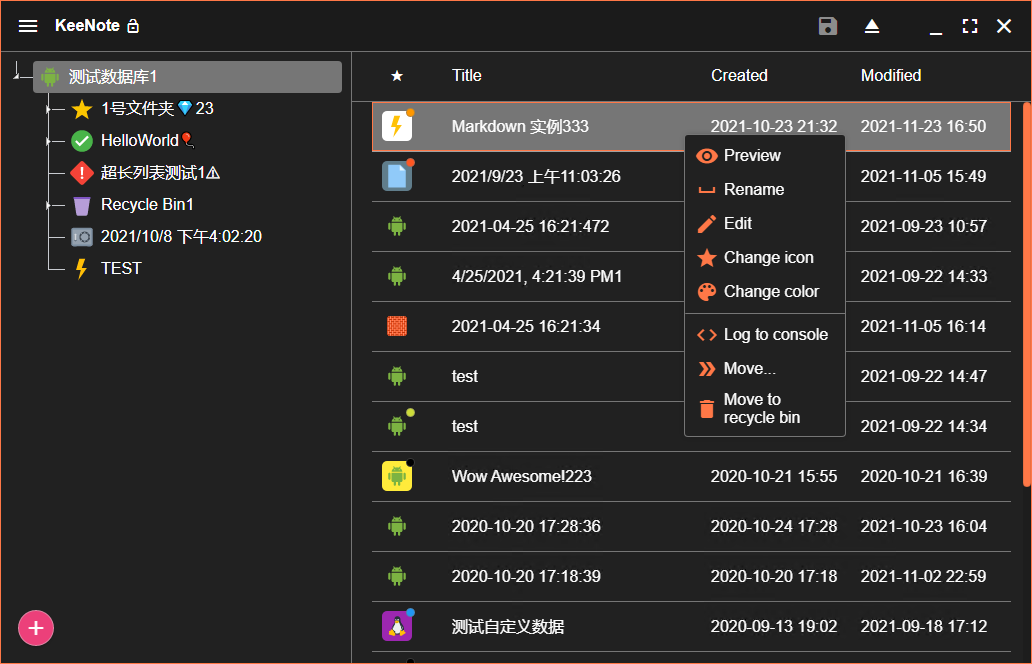 KeeNote
测试数据库1
1号文件夹💎23
HelloWorld🎈
超长列表测试1⚠
Recycle Bin1
2021/10/8 下午4:02:20
TEST
★ Title Created Modified
Markdown 实例333 2021-10-23 21:32 2021-11-23 16:50
2021/9/23 上午11:03:26 2021-11-05 15:49
2021-04-25 16:21:472 2021-09-23 10:57
4/25/2021, 4:21:39 PM1 2021-09-22 14:33
2021-04-25 16:21:34 2021-11-05 16:14
test 2021-09-22 14:47
test 2021-09-22 14:34
Wow Awesome!223 2020-10-21 15:55 2020-10-21 16:39
2020-10-20 17:28:36 2020-10-24 17:28 2021-10-23 16:04
2020-10-20 17:18:39 2020-10-20 17:18 2021-11-02 22:59
测试自定义数据 2020-09-13 19:02 2021-09-18 17:12
Preview
Rename
Edit
Change icon
Change color
Log to console
Move...
Move to
recycle bin